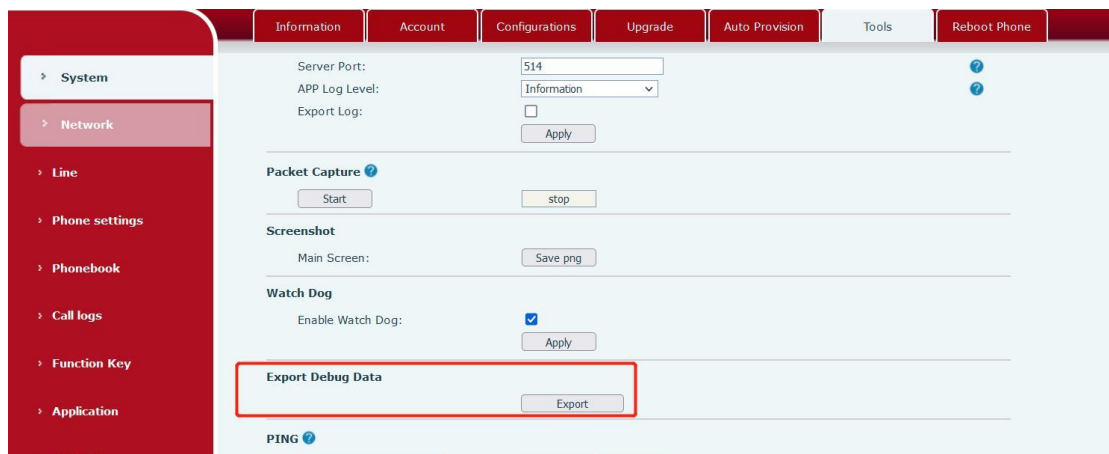 Information Account Configurations Upgrade Auto Provision Tools Reboot Phone
System
Network
Line
Phone settings
Phonebook
Call logs
Function Key
Application
Server Port: 514
APP Log Level: Information
Export Log:
Apply
Packet Capture
Start stop
Screenshot
Main Screen: Save png
Watch Dog
Enable Watch Dog:
Apply
Export Debug Data
Export
PING